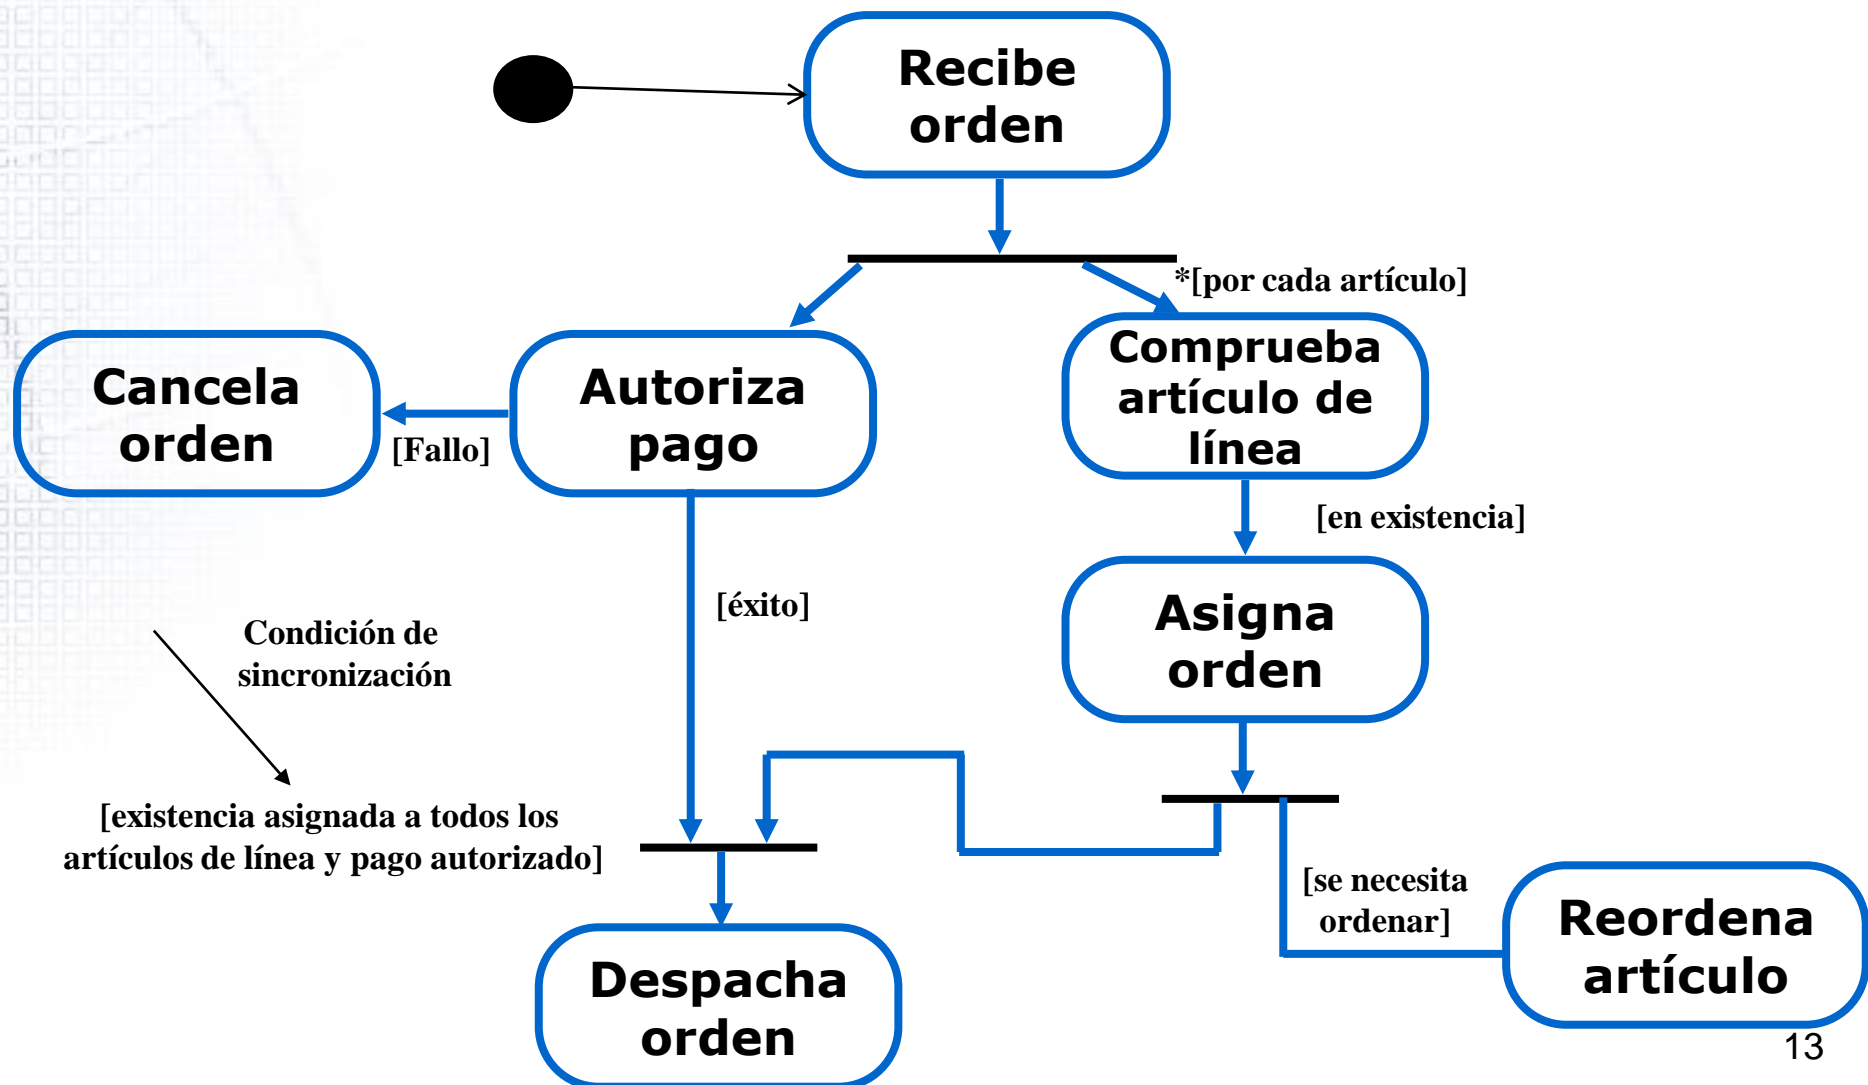 Recibe
orden
*[por cada artículo]
Cancela
orden
[Fallo]
Autoriza
pago
Comprueba
artículo de
línea
[en existencia]
[éxito]
Asigna
orden
Condición de
sincronización
[existencia asignada a todos los
artículos de línea y pago autorizado]
[se necesita
ordenar]
Reordena
artículo
Despacha
orden
13